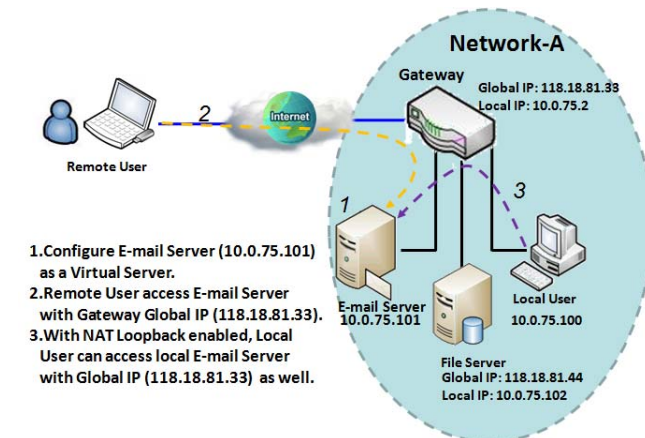 Network-A
Gateway
Global IP: 118.18.81.33
Local IP: 10.0.75.2
2
Internet
Remote User
1
3
1.Configure E-mail Server (10.0.75.101)
as a Virtual Server.
2.Remote User access E-mail Server
with Gateway Global IP (118.18.81.33).
3.With NAT Loopback enabled, Local
User can access local E-mail Server
with Global IP (118.18.81.33) as well.
E-mail Server
10.0.75.101
Local User
10.0.75.100
File Server
Global IP: 118.18.81.44
Local IP: 10.0.75.102